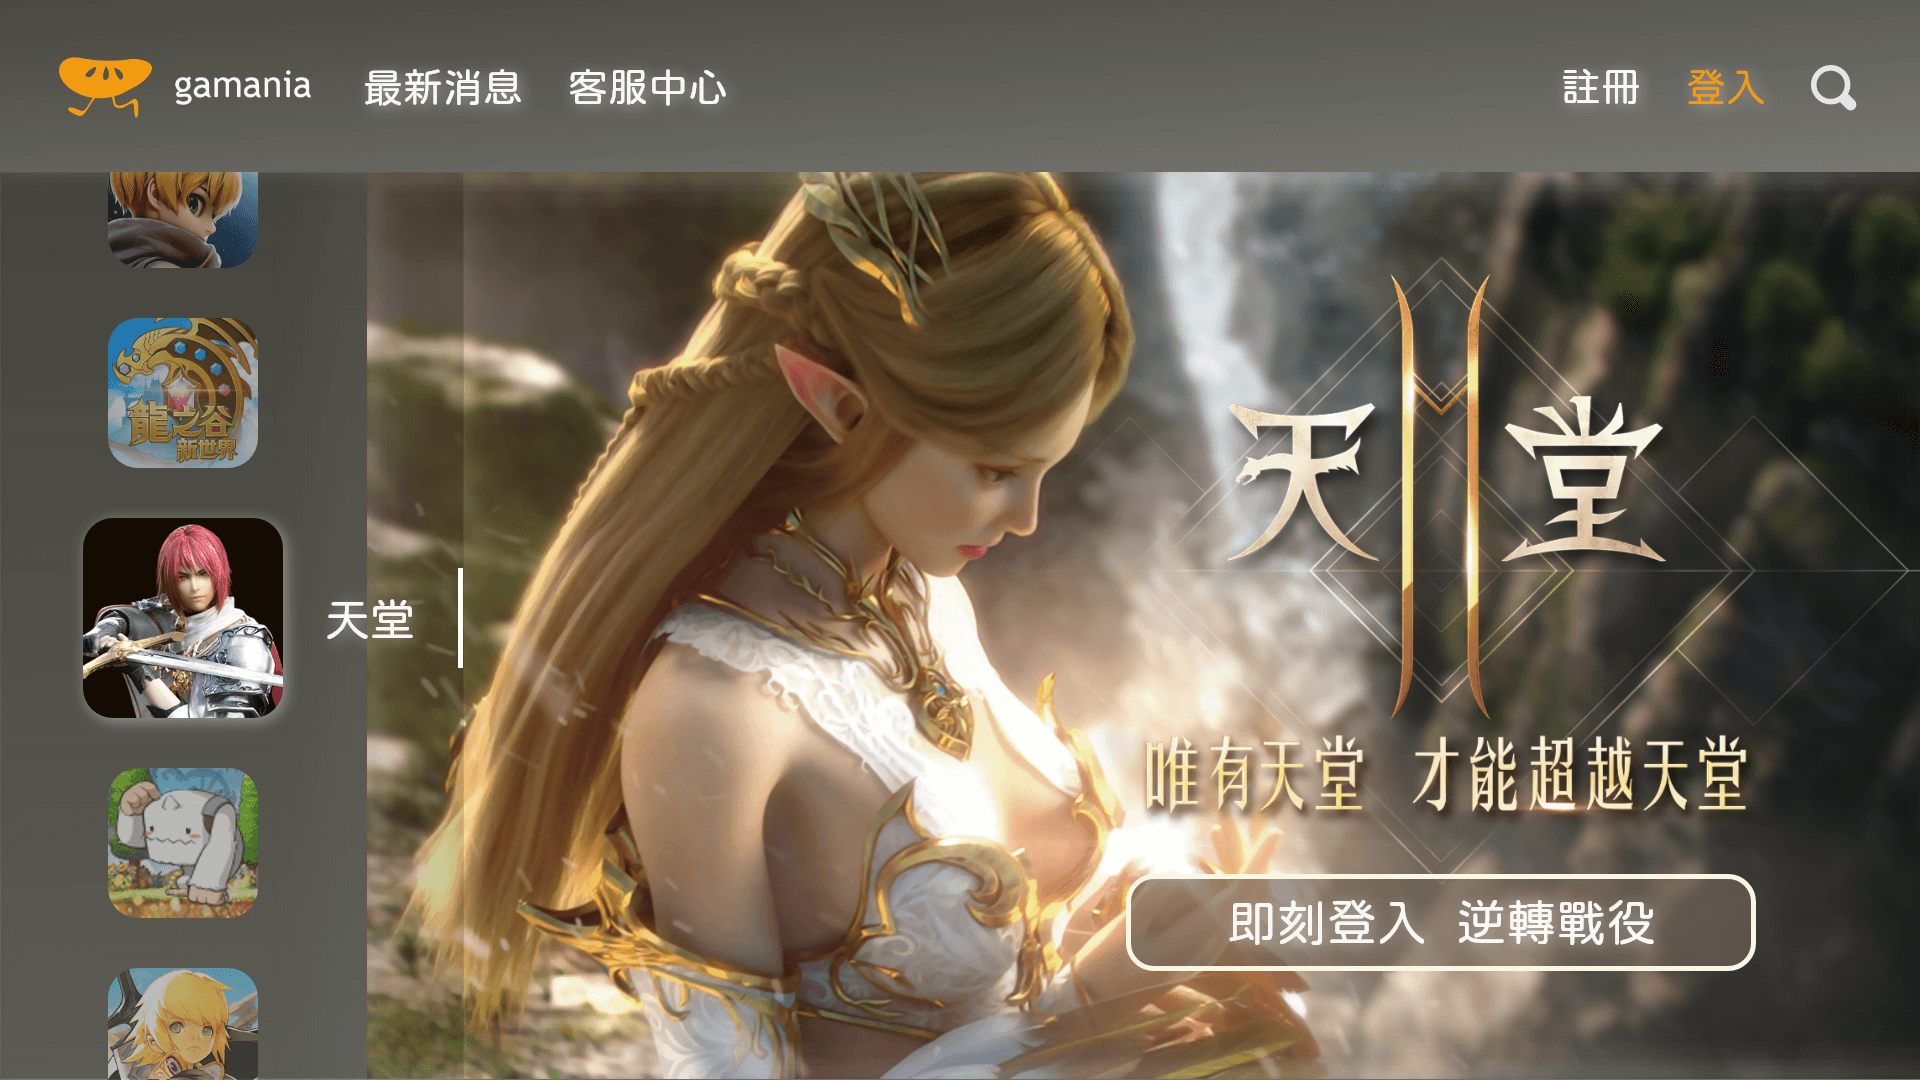 gamania 最新消息 客服中心 註冊 登入
龍之谷
新世界
天堂
天M堂
唯有天堂 才能超越天堂
即刻登入 逆轉戰役